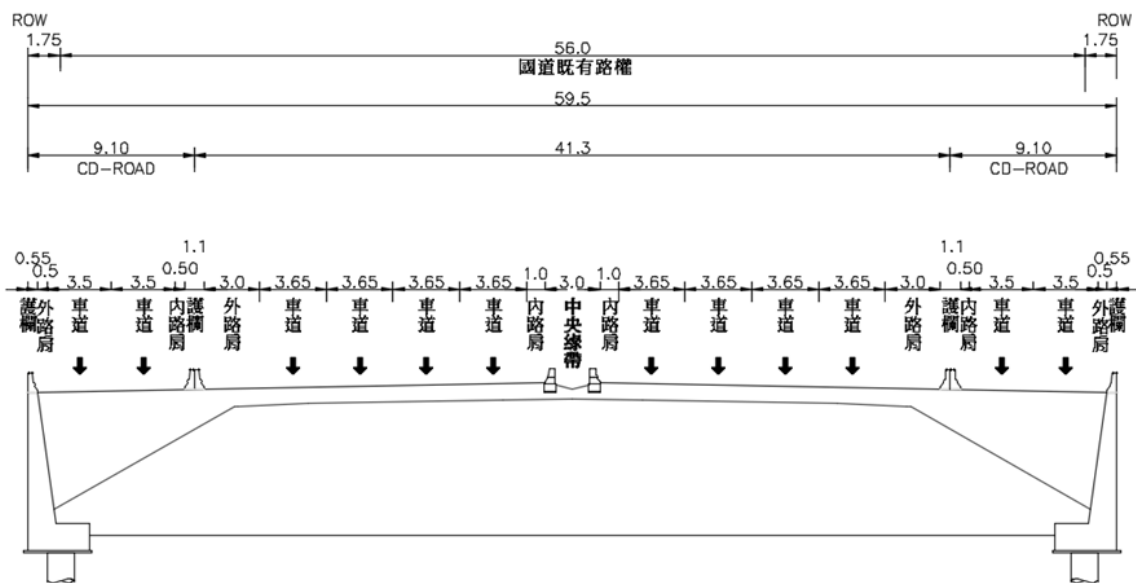 ROW ROW
1.75 56.0 1.75
國道既有路權
59.5
9.10 41.3 9.10
CD-ROAD CD-ROAD
1.1 1.1
0.55 0.5 3.5 3.5 0.50 3.0 3.65 3.65 3.65 3.65 1.0 3.0 1.0 3.65 3.65 3.65 3.65 3.0 0.50 3.5 3.5 0.5 0.55
護欄 外路肩 車道 車道 內路肩 護欄 外路肩 車道 車道 車道 車道 內路肩 中央綠帶 內路肩 車道 車道 車道 車道 外路肩 護欄 內路肩 車道 車道 外路肩 護欄